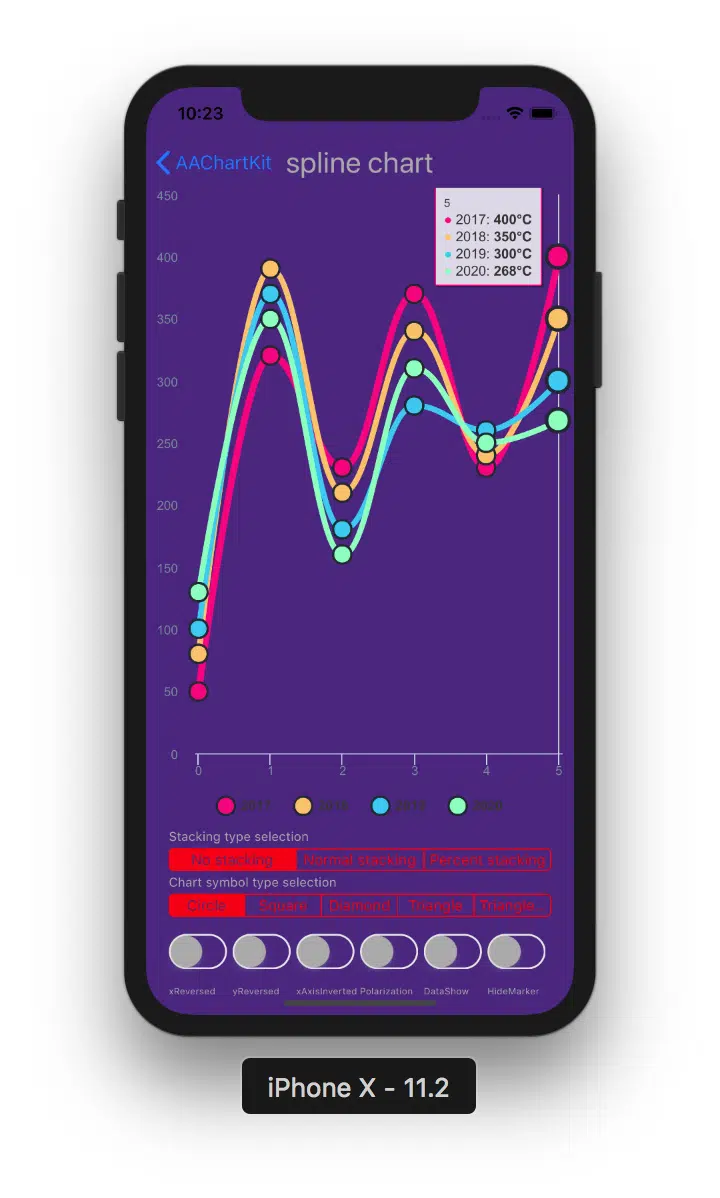 10:23
AAChartKit spline chart
450
5
2017: 400°C
2018: 350°C
2019: 300°C
2020: 268°C
400
350
300
250
200
150
100
50
0
0 1 2 3 4 5
2017 2018 2019 2020
Stacking type selection
No stacking Normal stacking Percent stacking
Chart symbol type selection
Circle Square Diamond Triangle Triangle...
xReversed yReversed xAxisInverted Polarization DataShow HideMarker
iPhone X - 11.2